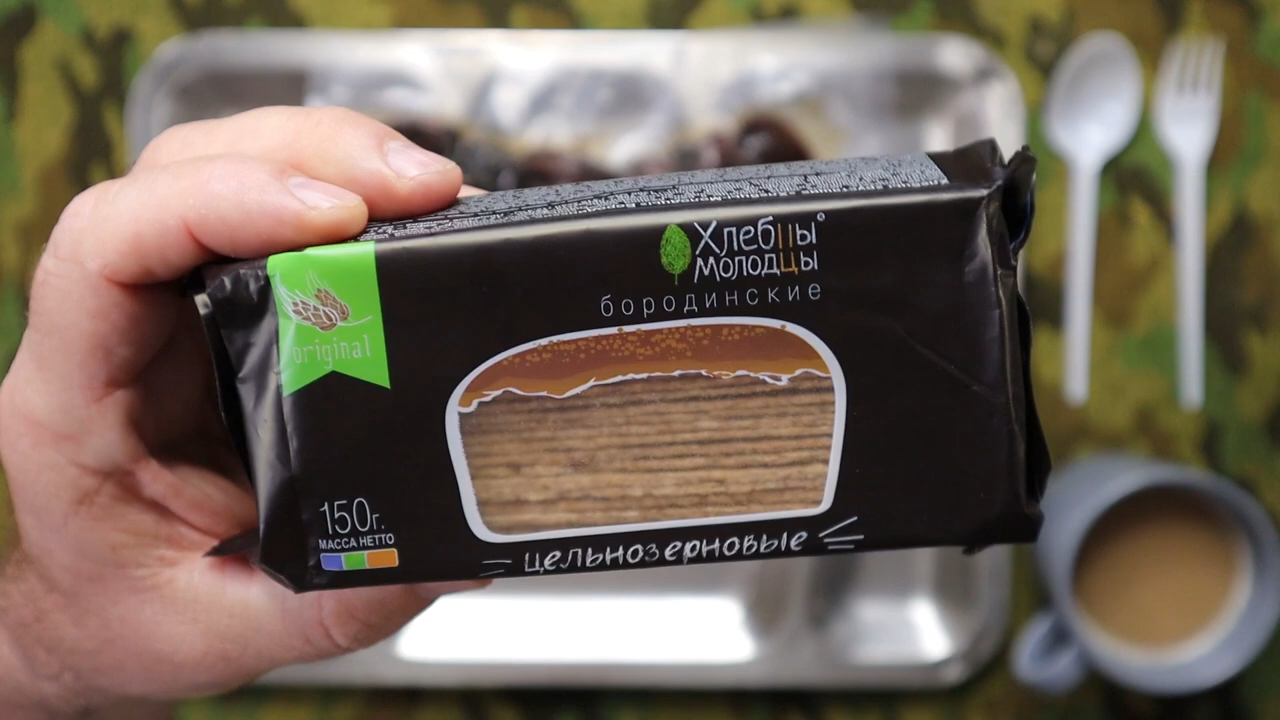 Хлебцы
Молодцы
бородинские
original
150г.
МАССА НЕТТО
цельнозерновые